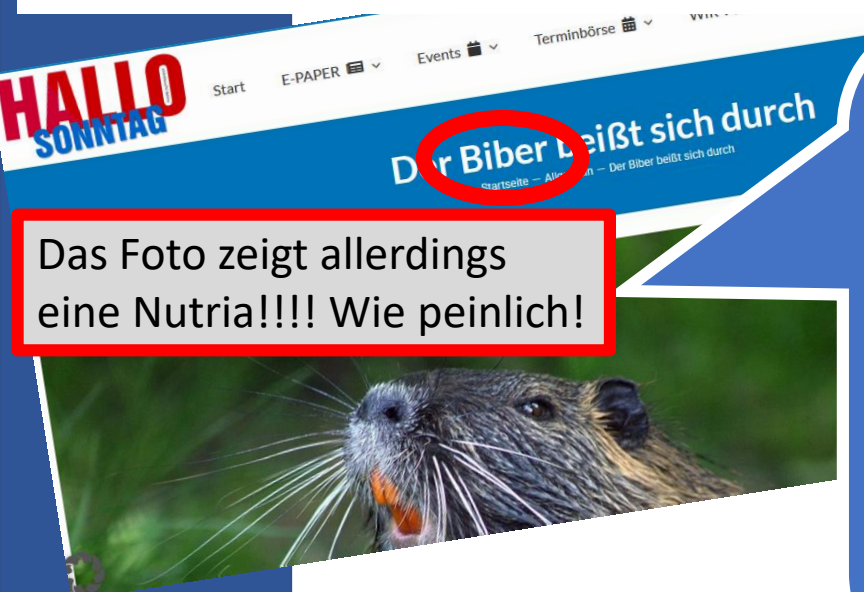 HALLO
SONNTAG
Start E-PAPER Events Terminbörse
Der Biber beißt sich durch
Startseite — — Der Biber beißt sich durch
Das Foto zeigt allerdings
eine Nutria!!!! Wie peinlich!